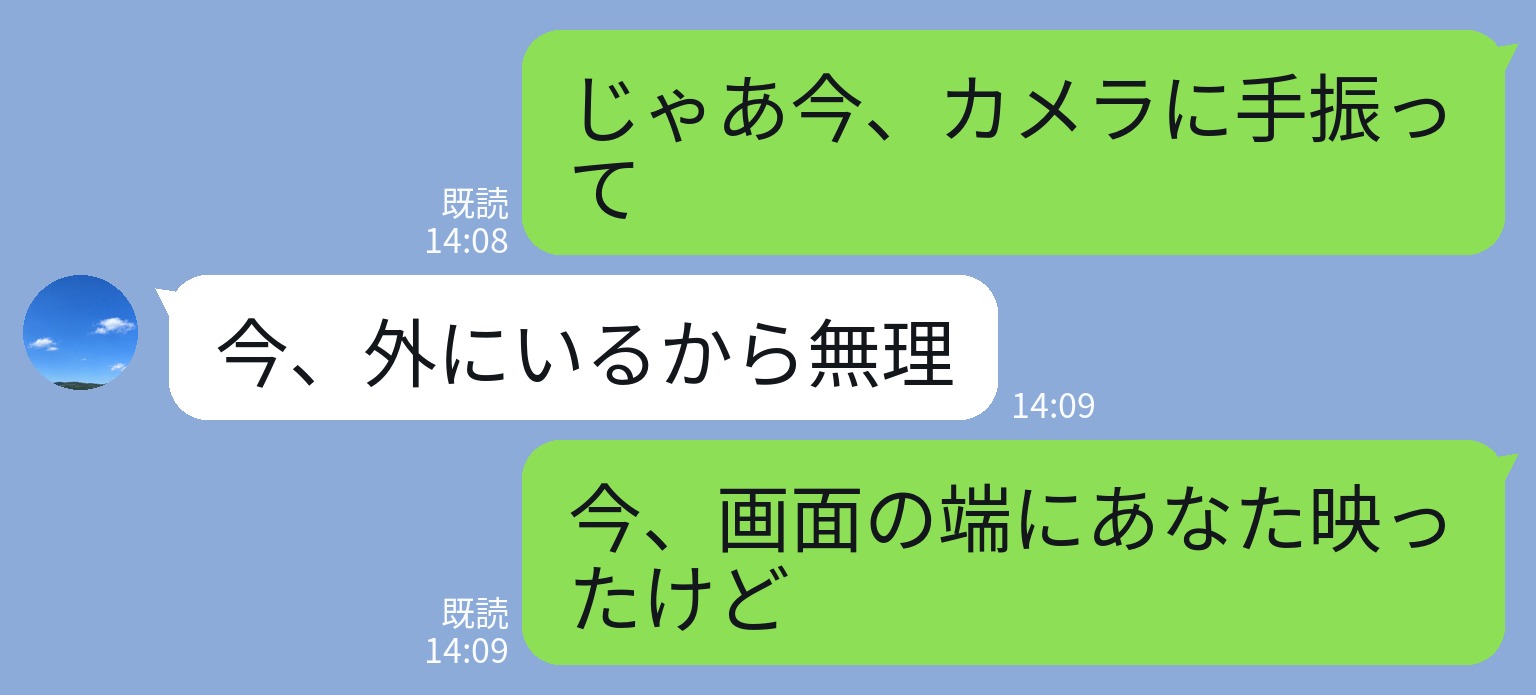 じゃあ今、カメラに手振っ
て
既読
14:08
今、外にいるから無理
14:09
今、画面の端にあなた映っ
たけど
既読
14:09